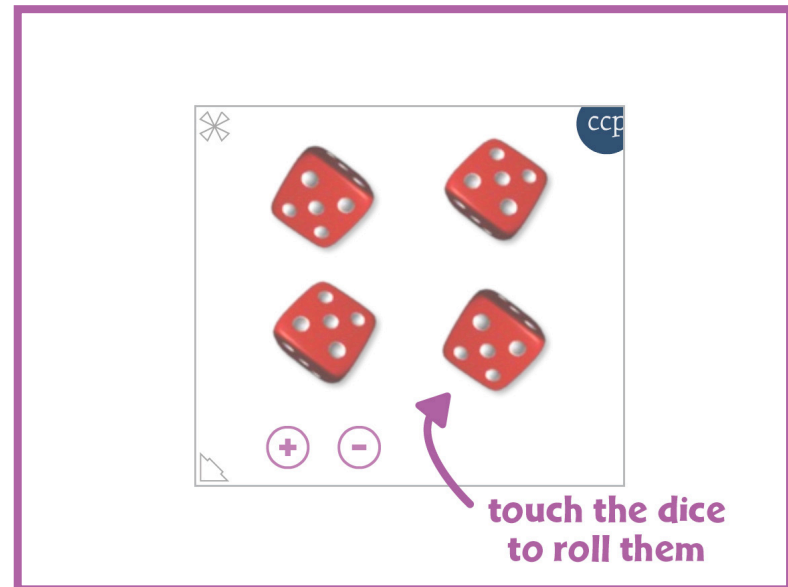 ccp
+ -
touch the dice
to roll them